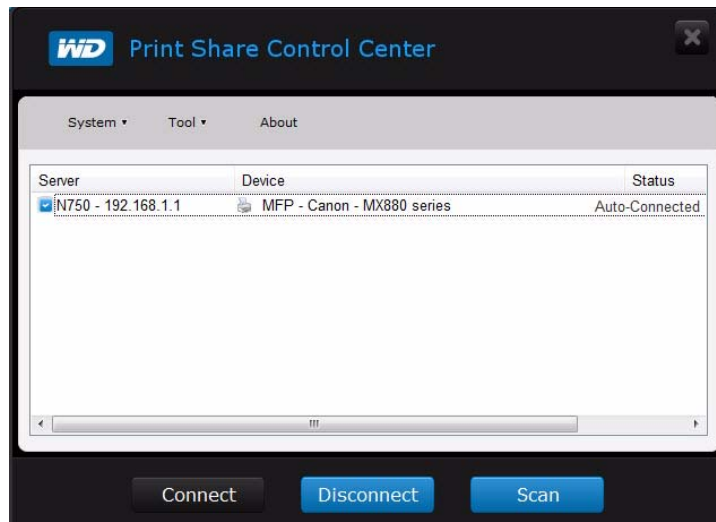 WD Print Share Control Center
System Tool About
Server Device Status
N750 - 192.168.1.1 MFP - Canon - MX880 series Auto-Connected
Connect Disconnect Scan